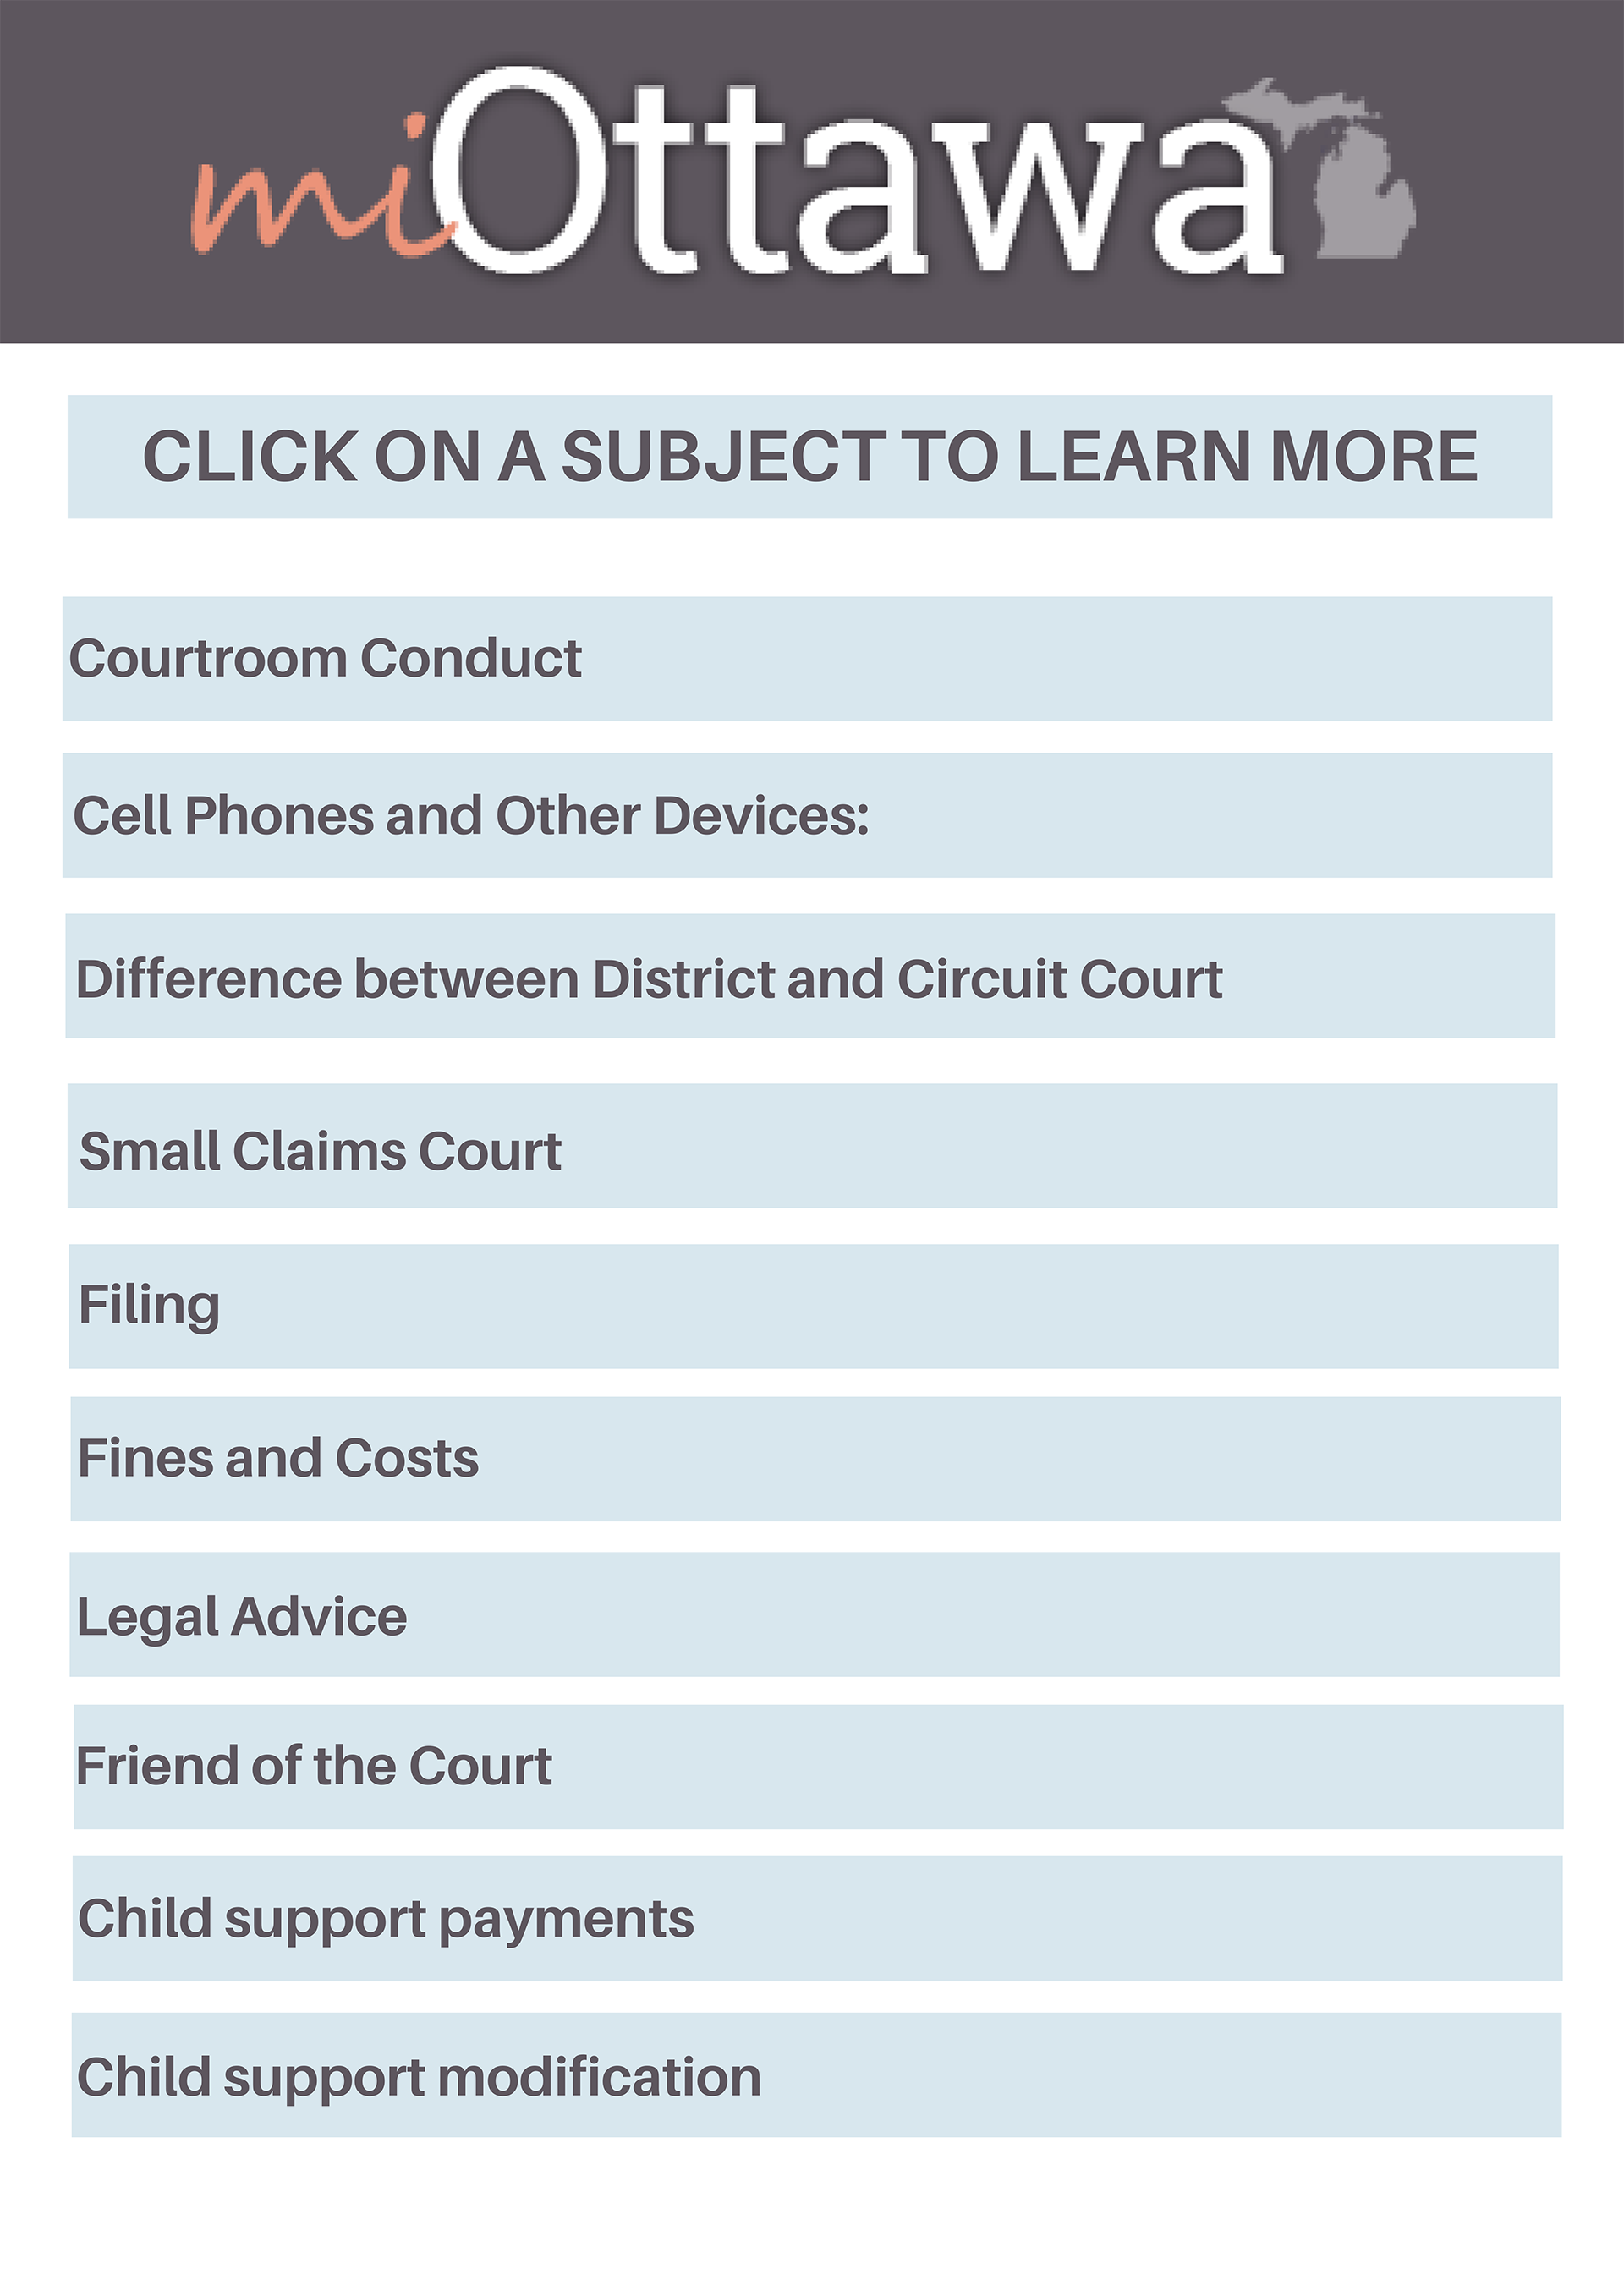 miOttawa
CLICK ON A SUBJECT TO LEARN MORE
Courtroom Conduct
Cell Phones and Other Devices:
Difference between District and Circuit Court
Small Claims Court
Filing
Fines and Costs
Legal Advice
Friend of the Court
Child support payments
Child support modification